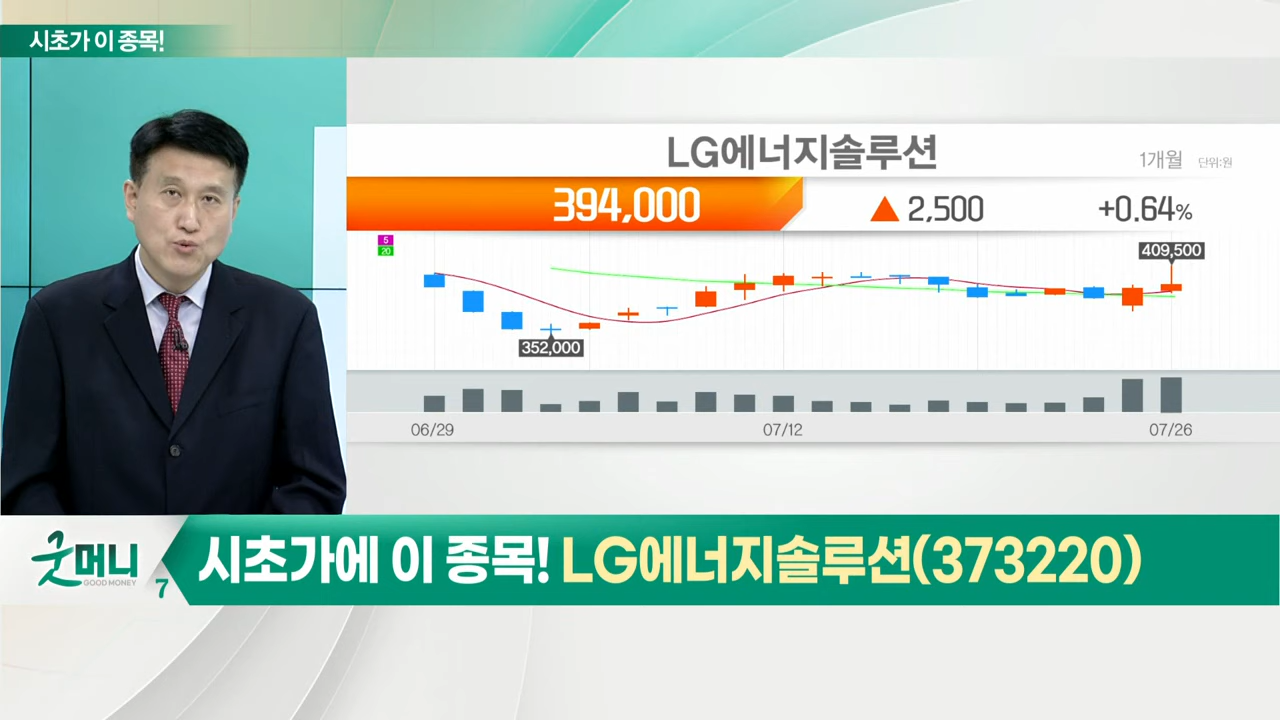 시초가 이 종목!
LG에너지솔루션
1개월 단위:원
394,000 ▲ 2,500 +0.64%
5
20
409,500
352,000
06/29 07/12 07/26
굿머니
GOOD MONEY
7
시초가에 이 종목! LG에너지솔루션(373220)